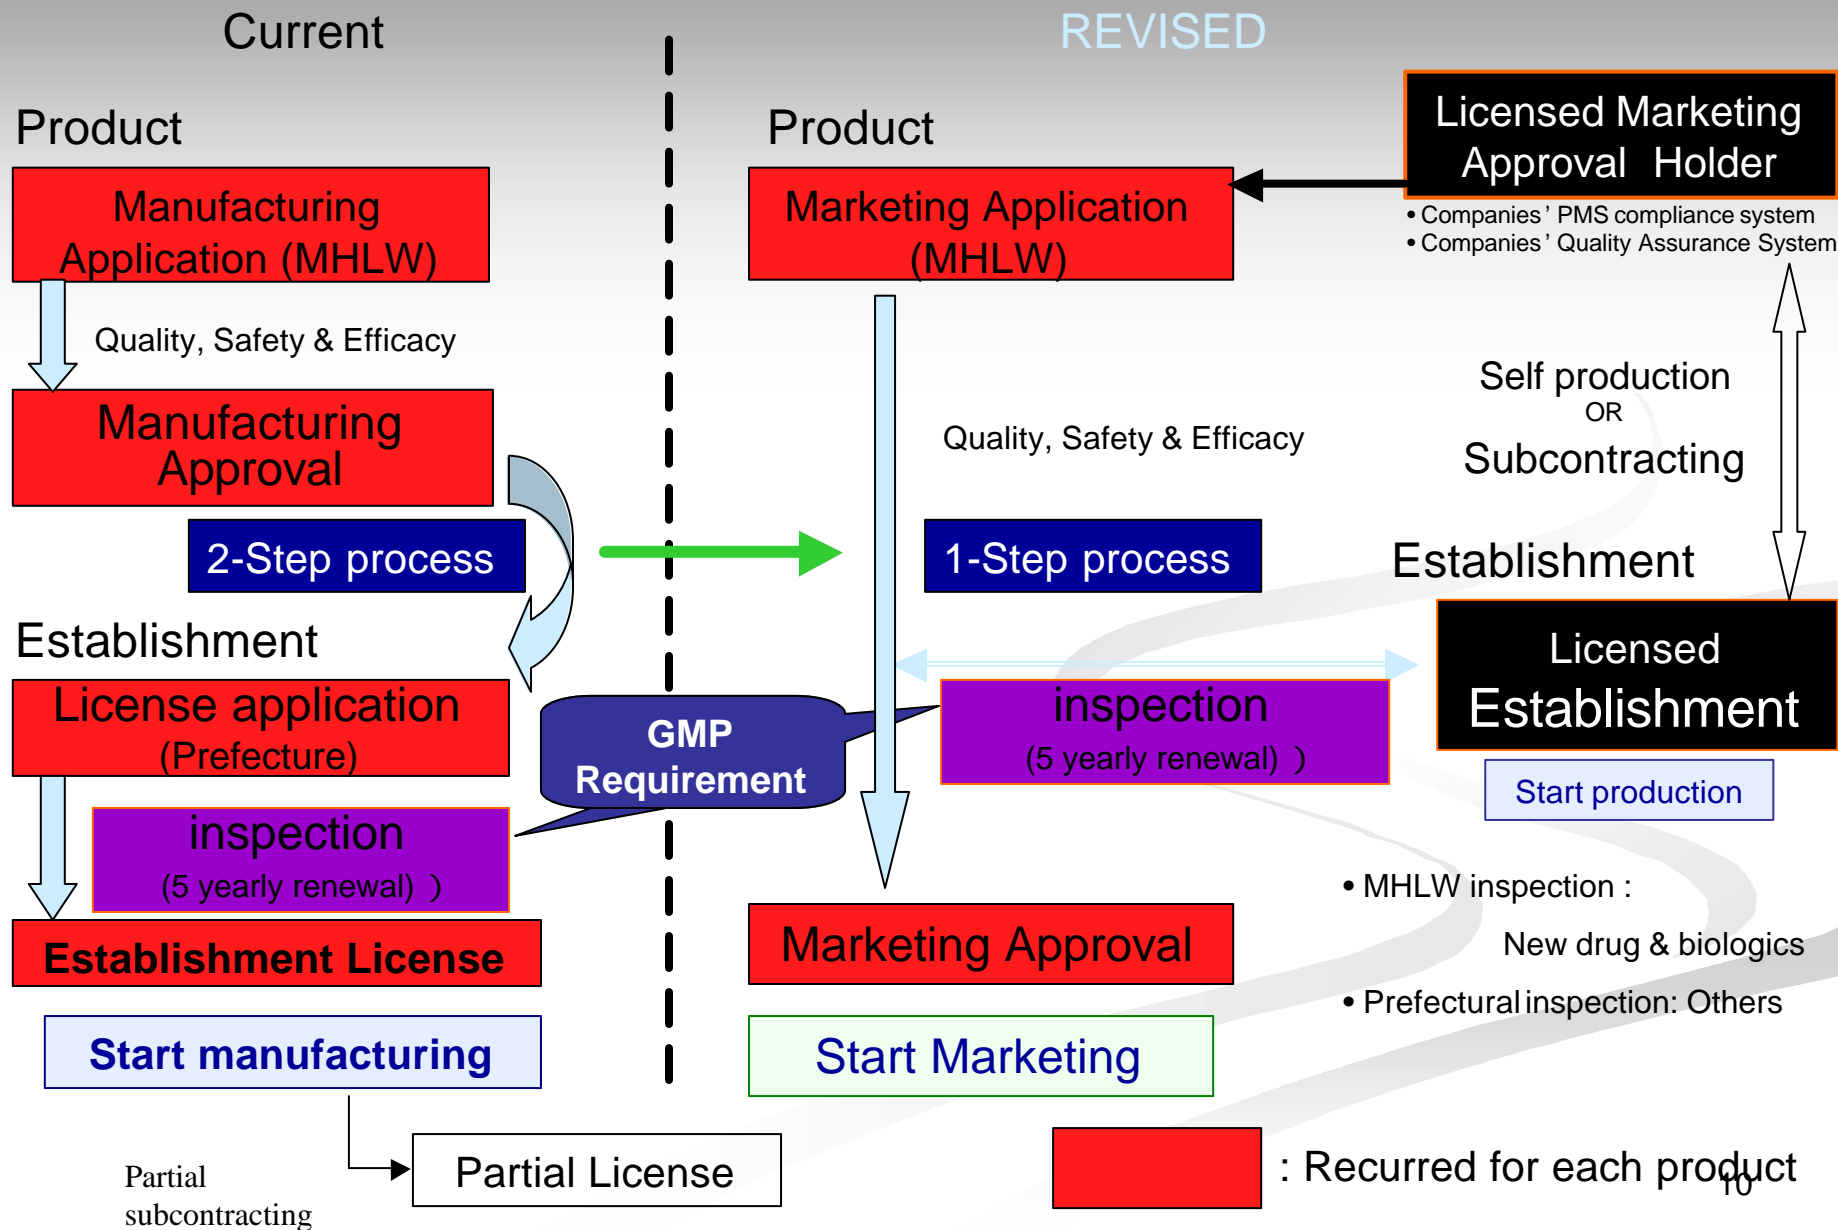 Current
Product
Manufacturing
Application (MHLW)
Quality, Safety & Efficacy
Manufacturing
Approval
2-Step process
Establishment
License application
(Prefecture)
GMP
Requirement
inspection
(5 yearly renewal) )
Establishment License
Start manufacturing
Partial
subcontracting
Partial License
REVISED
Product
Marketing Application
(MHLW)
Licensed Marketing
Approval Holder
• Companies’ PMS compliance system
• Companies’ Quality Assurance System
Quality, Safety & Efficacy
Self production
OR
Subcontracting
1-Step process
Establishment
Licensed
Establishment
inspection
(5 yearly renewal) )
Start production
Marketing Approval
Start Marketing
• MHLW inspection :
New drug & biologics
• Prefectural inspection: Others
: Recurred for each product
10